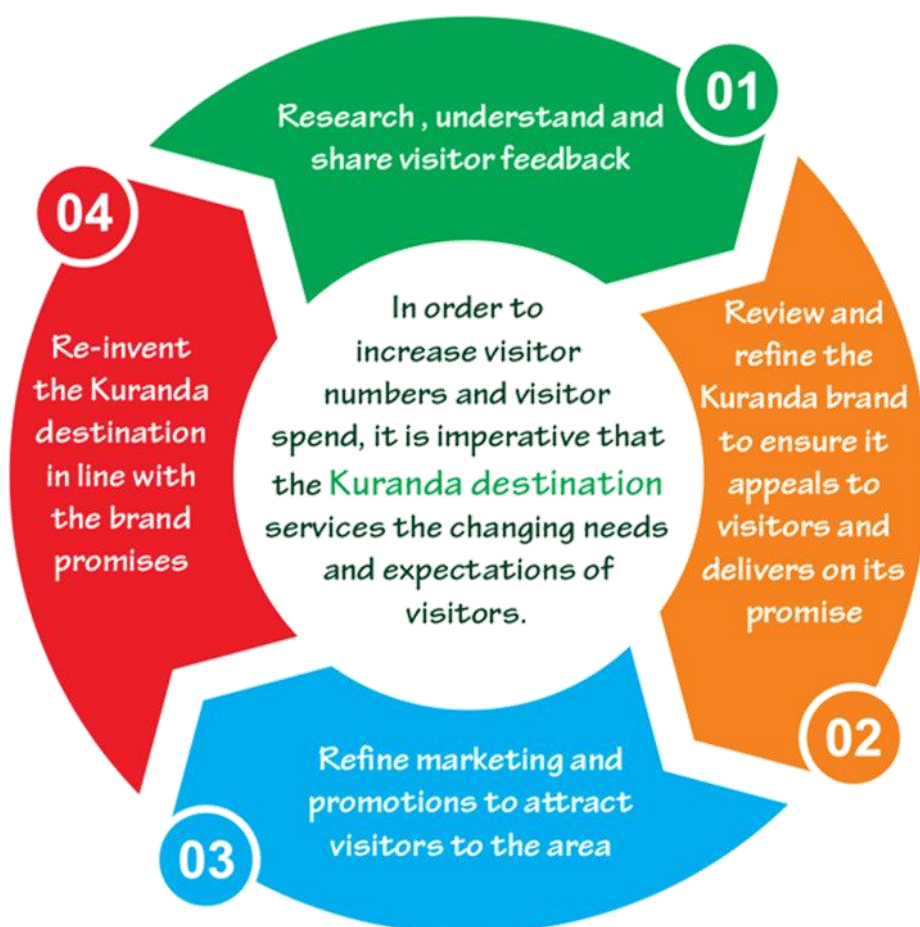 01
Research , understand and
share visitor feedback
02
Review and
refine the
Kuranda brand
to ensure it
appeals to
visitors and
delivers on its
promise
03
Refine marketing and
promotions to attract
visitors to the area
04
Re-invent
the Kuranda
destination
in line with
the brand
promises
In order to
increase visitor
numbers and visitor
spend, it is imperative that
the Kuranda destination
services the changing needs
and expectations of
visitors.